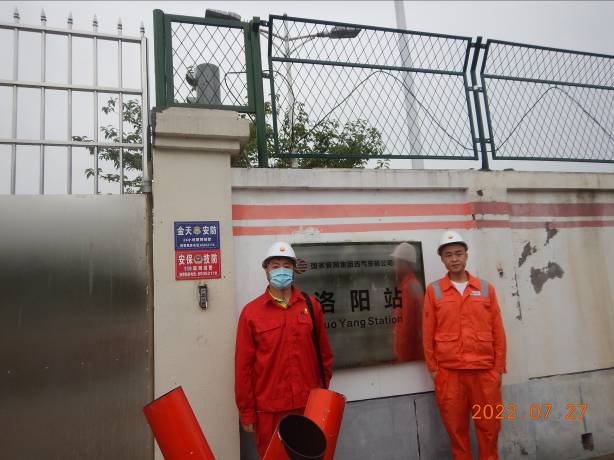 金天安防
安保技防
国家管网集团西气东输公司
洛阳站
Luo Yang Station
2022.07.27